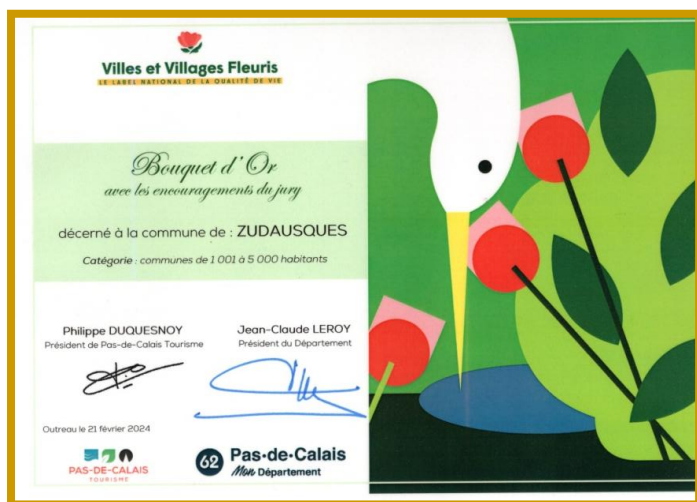 Villes et Villages Fleuris
LE LABEL NATIONAL DE LA QUALITÉ DE VIE
Bouquet d'Or
avec les encouragements du jury
décerné à la commune de : ZUDAUSQUES
Catégorie : communes de 1 001 à 5 000 habitants
Philippe DUQUESNOY
Président de Pas-de-Calais Tourisme
Jean-Claude LEROY
Président du Département
Outreau le 21 février 2024
PAS-DE-CALAIS
TOURISME
62
Pas-de-Calais
Mon Département